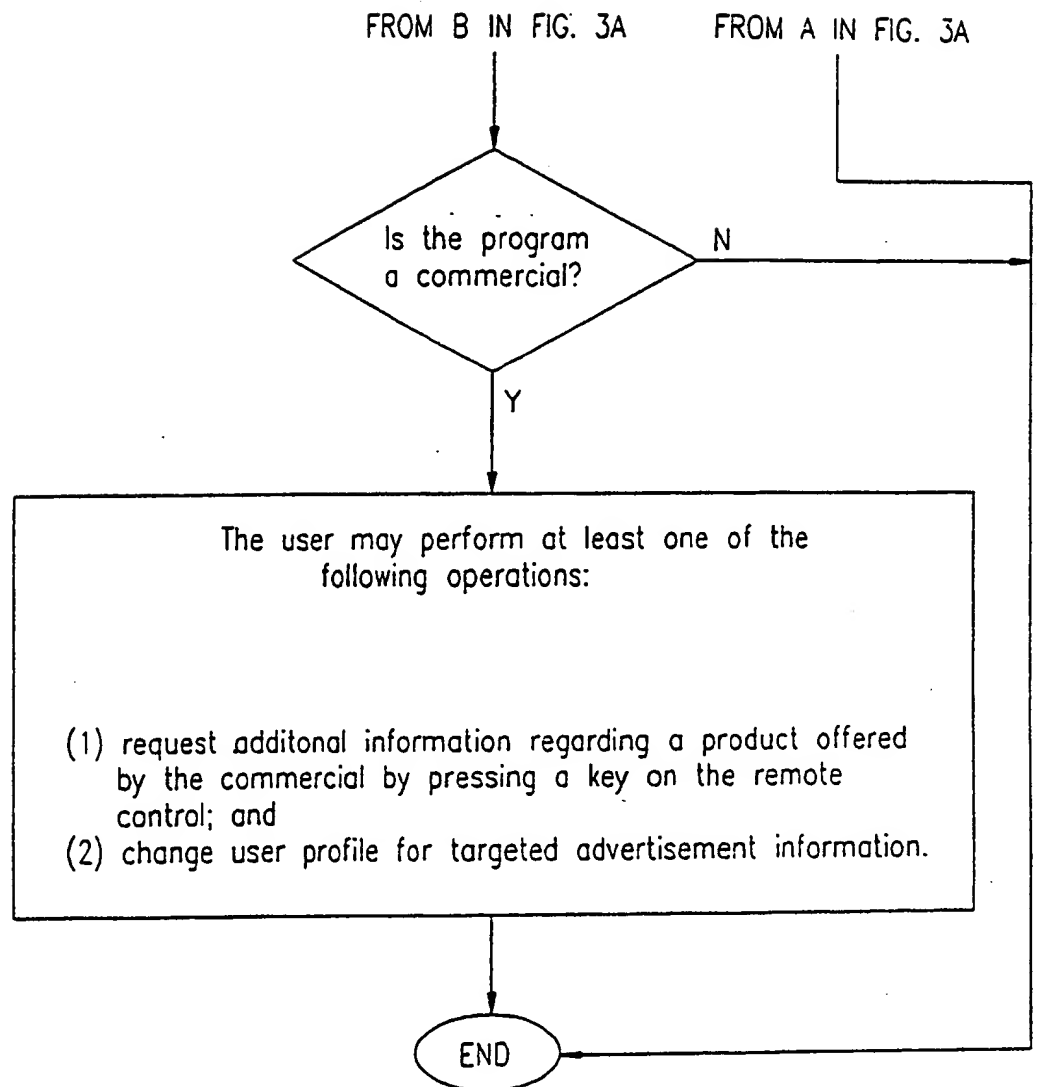 FROM B IN FIG. 3A
FROM A IN FIG. 3A
Is the program
a commercial?
N
Y
The user may perform at least one of the
following operations:
(1) request additonal information regarding a product offered
by the commercial by pressing a key on the remote
control; and
(2) change user profile for targeted advertisement information.
END